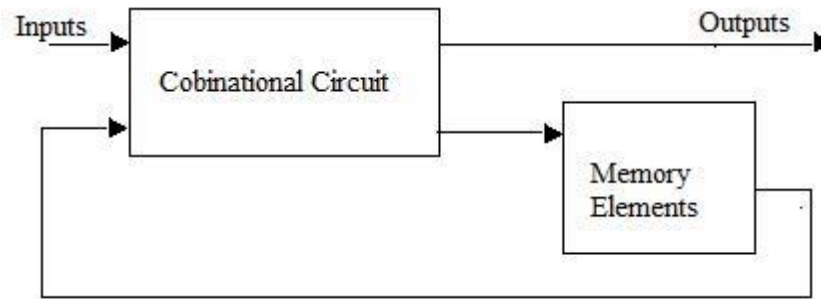 Inputs
Outputs
Cobinational Circuit
Memory
Elements